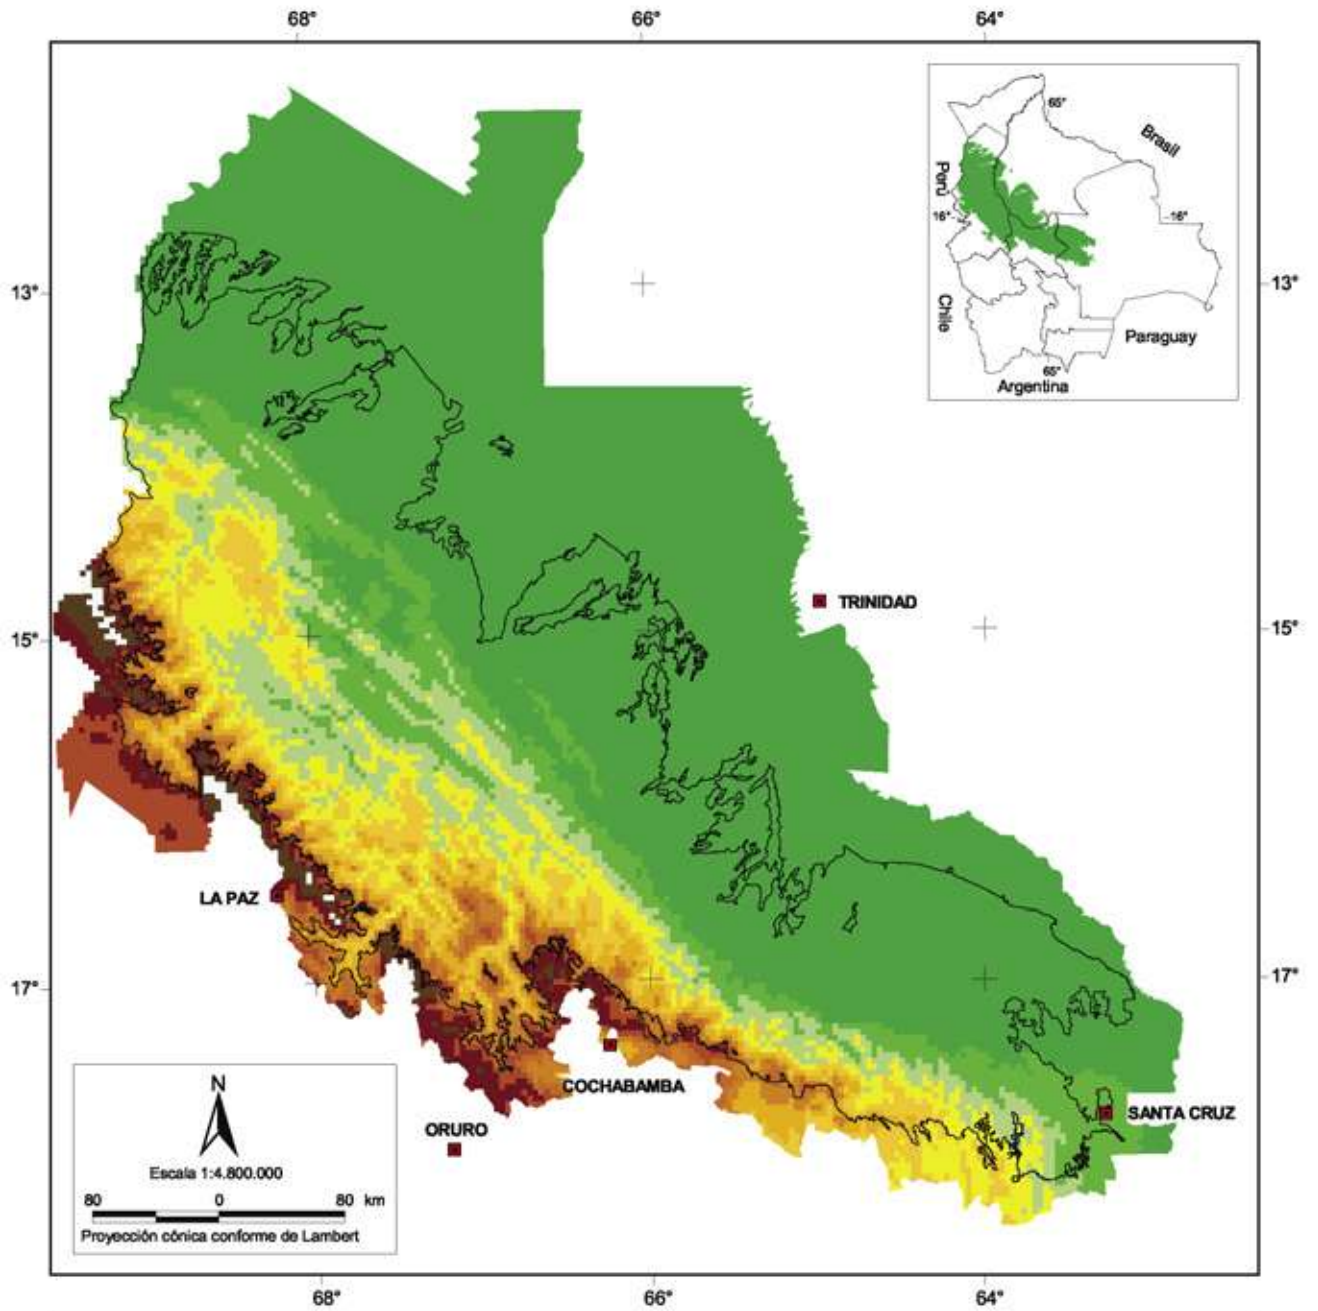 68°
66°
64°
65°
Brasil
Perú
16°
16°
13°
13°
Chile
Paraguay
65°
Argentina
TRINIDAD
15°
15°
LA PAZ
17°
17°
COCHABAMBA
SANTA CRUZ
ORURO
N
Escala 1:4.800.000
80 0 80 km
Proyección cónica conforme de Lambert
68°
66°
64°